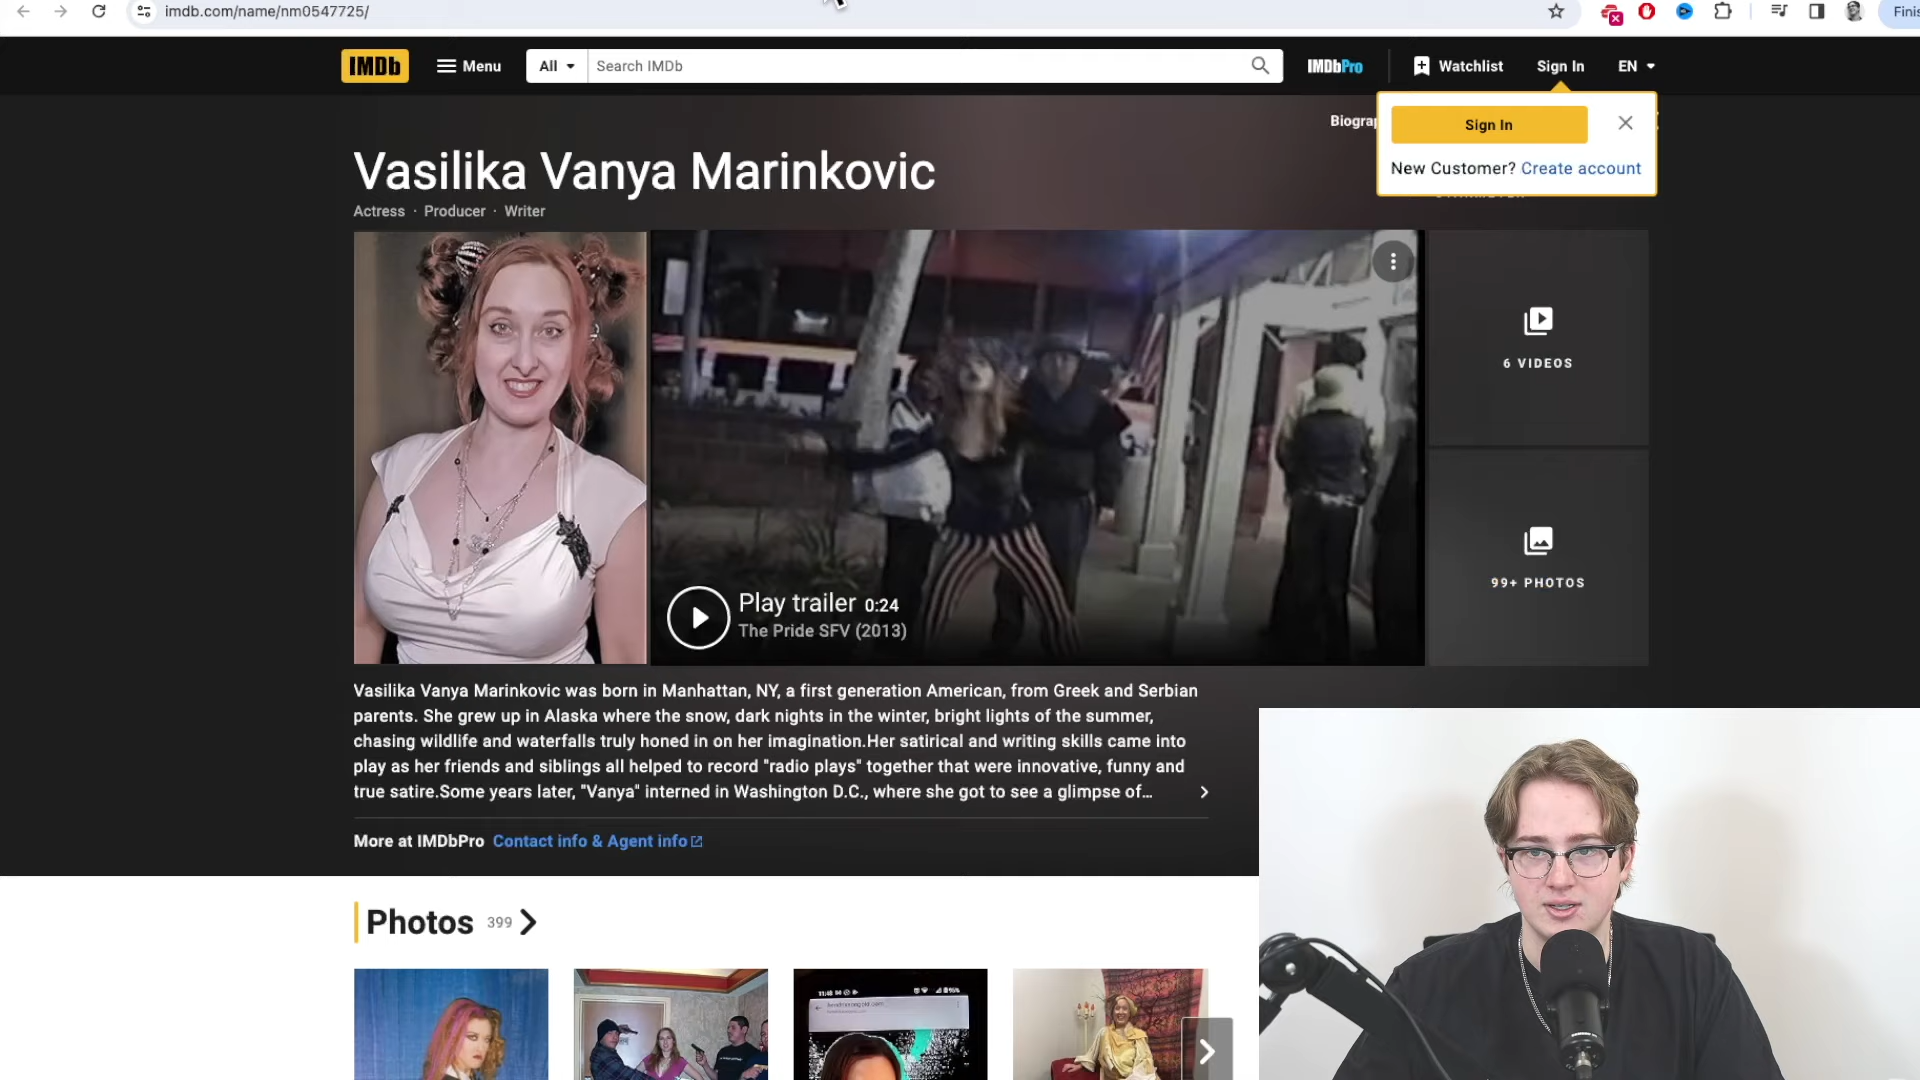 imdb.com/name/nm0547725/
Finis
IMDb
Menu
All
Search IMDb
IMDbPro
Watchlist
Sign In
EN
Biograp
Sign In
New Customer? Create account
Vasilika Vanya Marinkovic
Actress · Producer · Writer
6 VIDEOS
99+ PHOTOS
Play trailer 0:24
The Pride SFV (2013)
Vasilika Vanya Marinkovic was born in Manhattan, NY, a first generation American, from Greek and Serbian
parents. She grew up in Alaska where the snow, dark nights in the winter, bright lights of the summer,
chasing wildlife and waterfalls truly honed in on her imagination.Her satirical and writing skills came into
play as her friends and siblings all helped to record "radio plays" together that were innovative, funny and
true satire.Some years later, "Vanya" interned in Washington D.C., where she got to see a glimpse of...
More at IMDbPro Contact info & Agent info
Photos 399